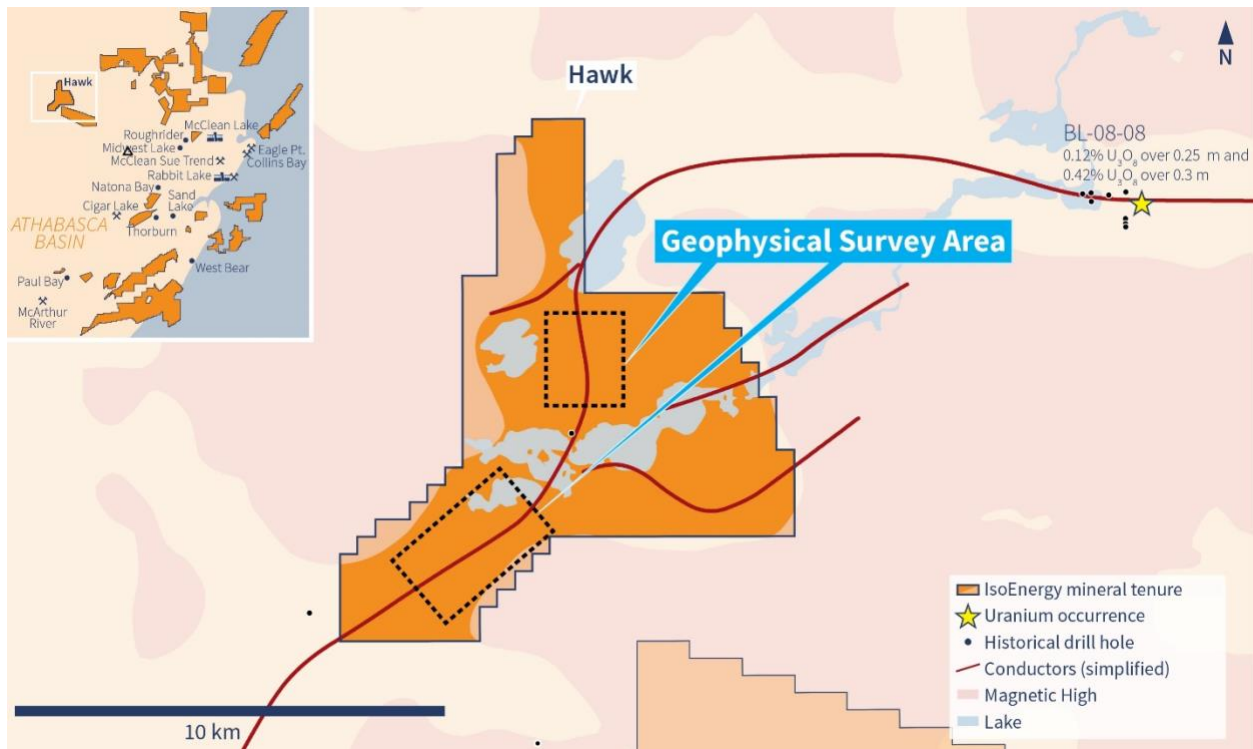 Hawk
McClean Lake
Roughrider
Midwest Lake
McClean Sue Trend
Eagle Pt.
Collins Bay
Rabbit Lake
Natona Bay
Sand
Lake
Cigar Lake
Thorburn
ATHABASCA
BASIN
West Bear
Paul Bay
McArthur
River
Hawk
N
BL-08-08
0.12% U₃O₈ over 0.25 m and
0.42% U₃O₈ over 0.3 m
Geophysical Survey Area
IsoEnergy mineral tenure
Uranium occurrence
Historical drill hole
Conductors (simplified)
Magnetic High
Lake
10 km